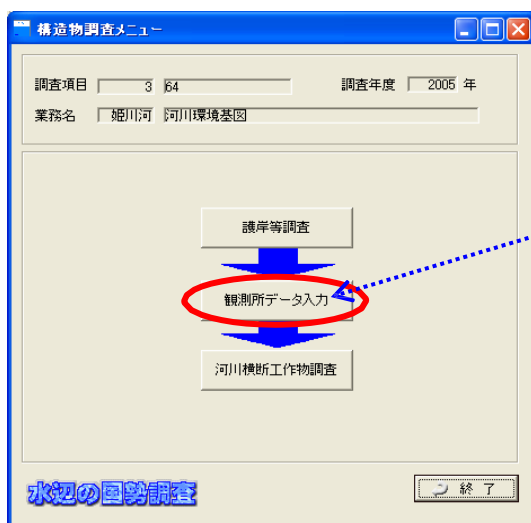 構造物調査メニュー
調査項目 3 64 調査年度 2005 年
業務名 姫川河 河川環境基図
護岸等調査
観測所データ入力
河川横断工作物調査
水辺の国勢調査
終 了